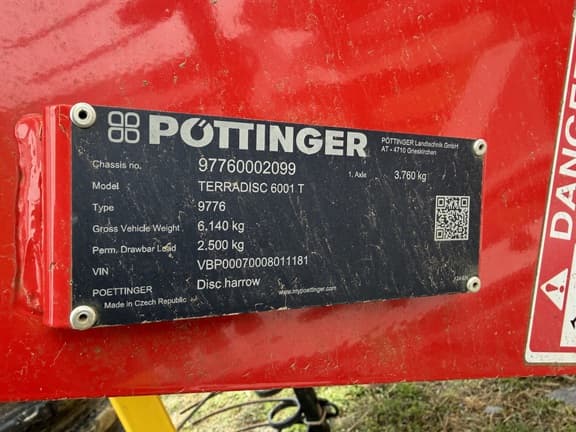 PÖTTINGER
PÖTTINGER Landtechnik GmbH
AT - 4710 Grieskirchen
Chassis no. 97760002099 1. Axle 3.760 kg
Model TERRADISC 6001 T
Type 9776
Gross Vehicle Weight 6.140 kg
Perm. Drawbar Load 2.500 kg
VIN VBP00070008011181
POETTINGER Disc harrow
Made in Czech Republic www.mypoettinger.com
DANGE